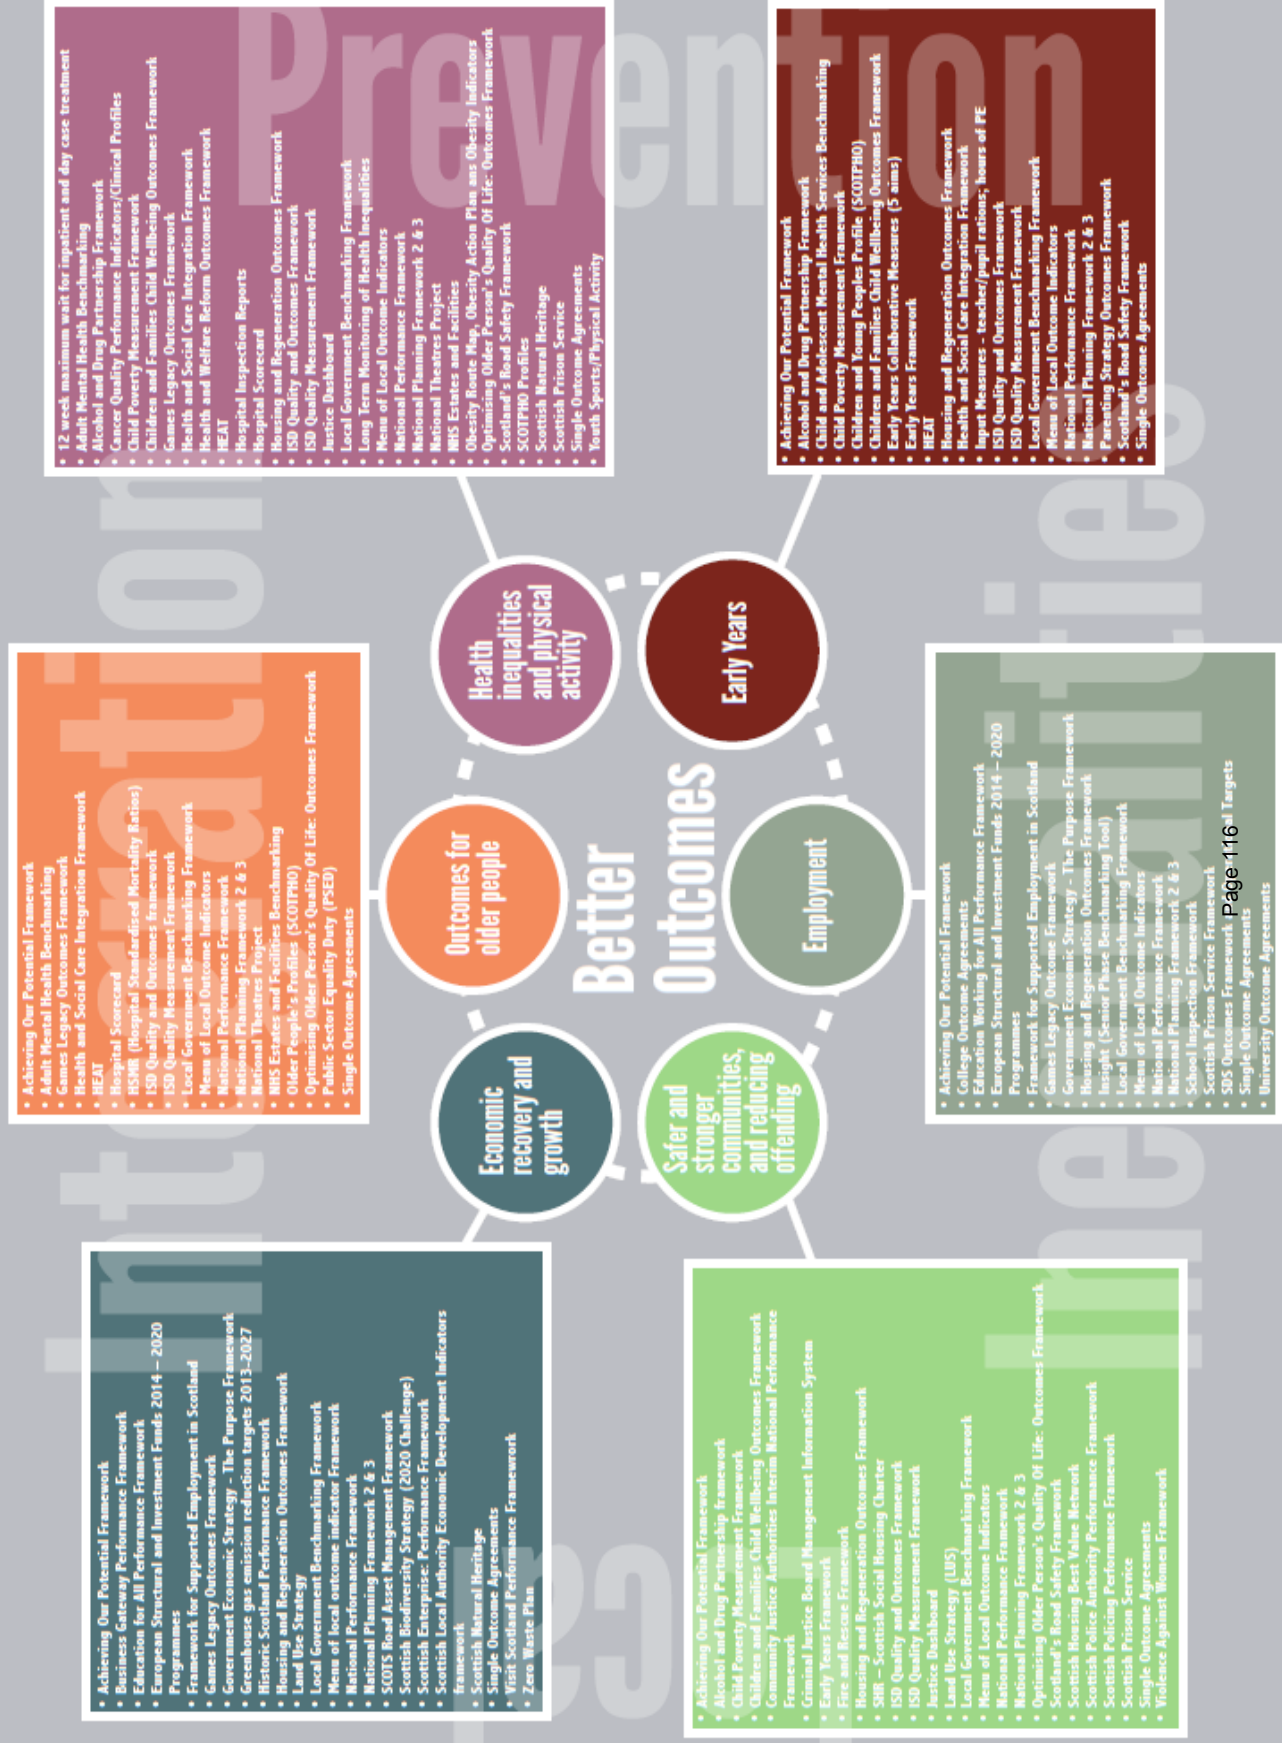 Prevention
Integration
Inequalities
Better
Outcomes
Economic
recovery and
growth
• Achieving Our Potential Framework
• Business Gateway Performance Framework
• Education for All Performance Framework
• European Structural and Investment Funds 2014 – 2020
Programmes
• Framework for Supported Employment in Scotland
• Games Legacy Outcomes Framework
• Government Economic Strategy - The Purpose Framework
• Greenhouse gas emission reduction targets 2013-2027
• Historic Scotland Performance Framework
• Housing and Regeneration Outcomes Framework
• Land Use Strategy
• Local Government Benchmarking Framework
• Menu of local outcome indicator Framework
• National Performance Framework
• National Planning Framework 2 & 3
• SCOTS Road Asset Management Framework
• Scottish Biodiversity Strategy (2020 Challenge)
• Scottish Enterprise: Performance Framework
• Scottish Local Authority Economic Development Indicators
Framework
• Scottish Natural Heritage
• Single Outcome Agreements
• Visit Scotland Performance Framework
• Zero Waste Plan
Outcomes for
older people
• Achieving Our Potential Framework
• Adult Mental Health Benchmarking
• Games Legacy Outcomes Framework
• Health and Social Care Integration Framework
• HEAT
• Hospital Scorecard
• HSMR (Hospital Standardised Mortality Ratios)
• ISD Quality and Outcomes framework
• ISD Quality Measurement Framework
• Local Government Benchmarking Framework
• Menu of Local Outcome Indicators
• National Performance Framework
• National Planning Framework 2 & 3
• National Theatres Project
• NHS Estates and Facilities Benchmarking
• Older People's Profiles (SCOTPHO)
• Optimising Older Person's Quality Of Life: Outcomes Framework
• Public Sector Equality Duty (PSED)
• Single Outcome Agreements
Health
inequalities
and physical
activity
• 12 week maximum wait for inpatient and day case treatment
• Adult Mental Health Benchmarking
• Alcohol and Drug Partnership Framework
• Cancer Quality Performance Indicators/Clinical Profiles
• Child Poverty Measurement Framework
• Children and Families Child Wellbeing Outcomes Framework
• Games Legacy Outcomes Framework
• Health and Social Care Integration Framework
• Health and Welfare Reform Outcomes Framework
• HEAT
• Hospital Inspection Reports
• Hospital Scorecard
• Housing and Regeneration Outcomes Framework
• ISD Quality and Outcomes Framework
• ISD Quality Measurement Framework
• Justice Dashboard
• Local Government Benchmarking Framework
• Long Term Monitoring of Health Inequalities
• Menu of Local Outcome Indicators
• National Performance Framework
• National Planning Framework 2 & 3
• National Theatres Project
• NHS Estates and Facilities
• Obesity Route Map, Obesity Action Plan ans Obesity Indicators
• Optimising Older Person's Quality Of Life: Outcomes Framework
• Scotland's Road Safety Framework
• SCOTPHO Profiles
• Scottish Natural Heritage
• Scottish Prison Service
• Single Outcome Agreements
• Youth Sports/Physical Activity
Safer and
stronger
communities,
and reducing
offending
• Achieving Our Potential Framework
• Alcohol and Drug Partnership framework
• Child Poverty Measurement Framework
• Children and Families Child Wellbeing Outcomes Framework
• Community Justice Authorities Interim National Performance
Framework
• Criminal Justice Board Management Information System
• Early Years Framework
• Fire and Rescue Framework
• Housing and Regeneration Outcomes Framework
• SHR – Scottish Social Housing Charter
• ISD Quality and Outcomes Framework
• ISD Quality Measurement Framework
• Justice Dashboard
• Land Use Strategy (LUS)
• Local Government Benchmarking Framework
• Menu of Local Outcome Indicators
• National Performance Framework
• National Planning Framework 2 & 3
• Optimising Older Person's Quality Of Life: Outcomes Framework
• Scotland's Road Safety Framework
• Scottish Housing Best Value Network
• Scottish Police Authority Performance Framework
• Scottish Policing Performance Framework
• Scottish Prison Service
• Single Outcome Agreements
• Violence Against Women Framework
Employment
• Achieving Our Potential Framework
• College Outcome Agreements
• Education Working for All Performance Framework
• European Structural and Investment Funds 2014 – 2020
Programmes
• Framework for Supported Employment in Scotland
• Games Legacy Outcome Framework
• Government Economic Strategy - The Purpose Framework
• Housing and Regeneration Outcomes Framework
• Insight (Senior Phase Benchmarking Tool)
• Local Government Benchmarking Framework
• Menu of Local Outcome Indicators
• National Performance Framework
• National Planning Framework 2 & 3
• School Inspection Framework
• Scottish Prison Service Framework
• SDS Outcomes Framework Targets
• Single Outcome Agreements
• University Outcome Agreements
Early Years
• Achieving Our Potential Framework
• Alcohol and Drug Partnership Framework
• Child and Adolescent Mental Health Services Benchmarking
• Child Poverty Measurement Framework
• Children and Young Peoples Profile (SCOTPHO)
• Children and Families Child Wellbeing Outcomes Framework
• Early Years Collaborative Measures (5 aims)
• Early Years Framework
• HEAT
• Housing and Regeneration Outcomes Framework
• Health and Social Care Integration Framework
• Input Measures - teacher/pupil rations; hours of PE
• ISD Quality and Outcomes Framework
• ISD Quality Measurement Framework
• Local Government Benchmarking Framework
• Menu of Local Outcome Indicators
• National Performance Framework
• National Planning Framework 2 & 3
• Parenting Strategy Outcomes Framework
• Scotland's Road Safety Framework
• Single Outcome Agreements
Page 116